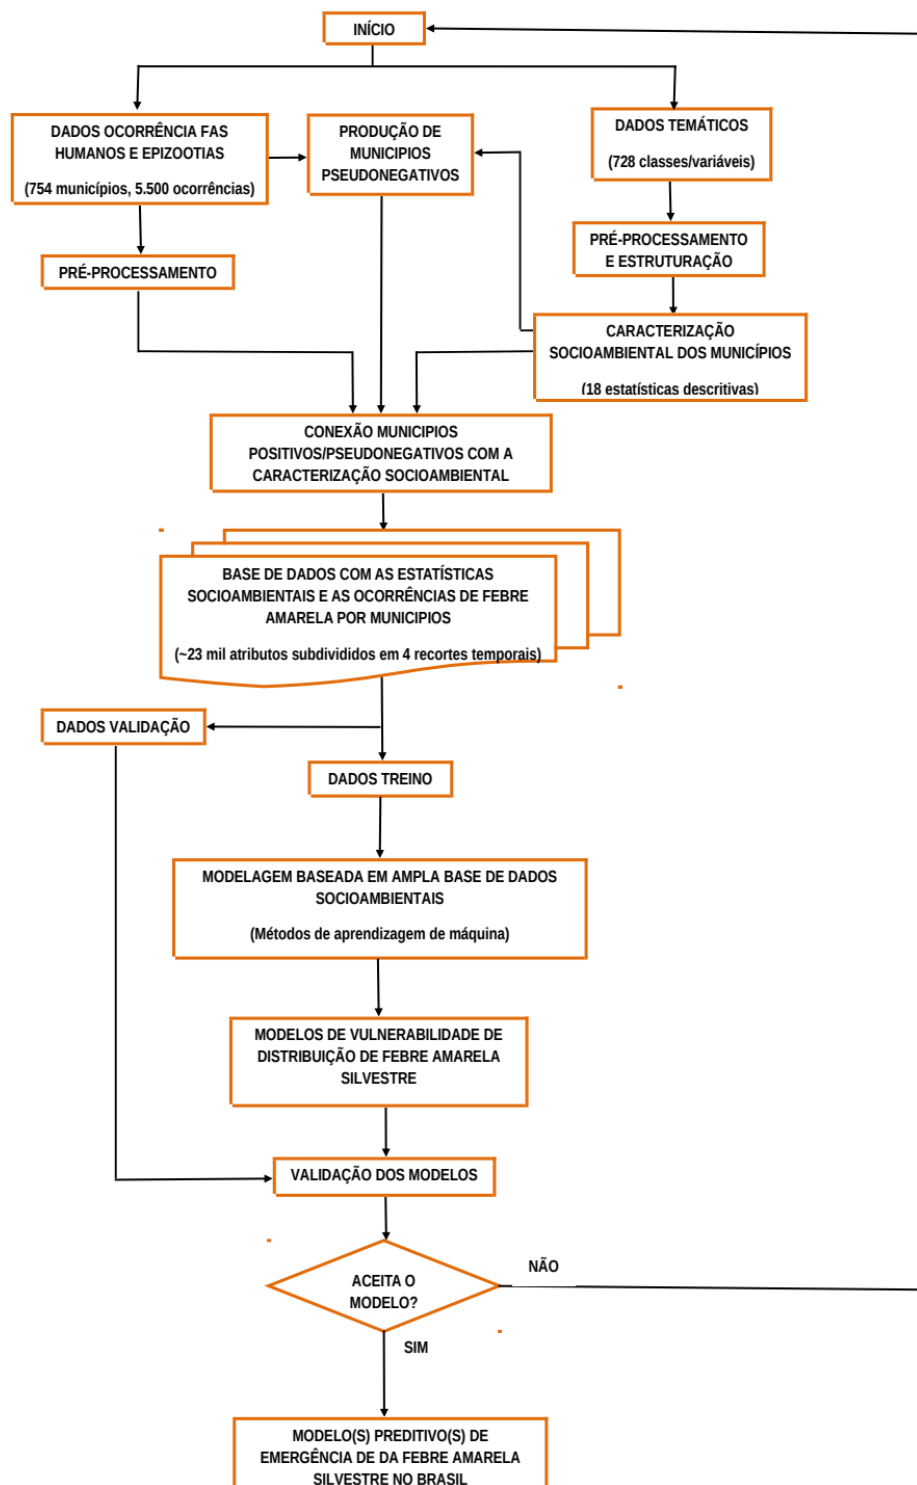 INÍCIO
DADOS OCORRÊNCIA FAS
HUMANOS E EPIZOOTIAS
(754 municípios, 5.500 ocorrências)
PRODUÇÃO DE
MUNICIPIOS
PSEUDONEGATIVOS
DADOS TEMÁTICOS
(728 classes/variáveis)
PRÉ-PROCESSAMENTO
PRÉ-PROCESSAMENTO
E ESTRUTURAÇÃO
CARACTERIZAÇÃO
SOCIOAMBIENTAL DOS MUNICÍPIOS
(18 estatísticas descritivas)
CONEXÃO MUNICIPIOS
POSITIVOS/PSEUDONEGATIVOS COM A
CARACTERIZAÇÃO SOCIOAMBIENTAL
BASE DE DADOS COM AS ESTATÍSTICAS
SOCIOAMBIENTAIS E AS OCORRÊNCIAS DE FEBRE
AMARELA POR MUNICIPIOS
(~23 mil atributos subdivididos em 4 recortes temporais)
DADOS VALIDAÇÃO
DADOS TREINO
MODELAGEM BASEADA EM AMPLA BASE DE DADOS
SOCIOAMBIENTAIS
(Métodos de aprendizagem de máquina)
MODELOS DE VULNERABILIDADE DE
DISTRIBUIÇÃO DE FEBRE AMARELA
SILVESTRE
VALIDAÇÃO DOS MODELOS
ACEITA O
MODELO?
NÃO
SIM
MODELO(S) PREDITIVO(S) DE
EMERGÊNCIA DE DA FEBRE AMARELA
SILVESTRE NO BRASIL